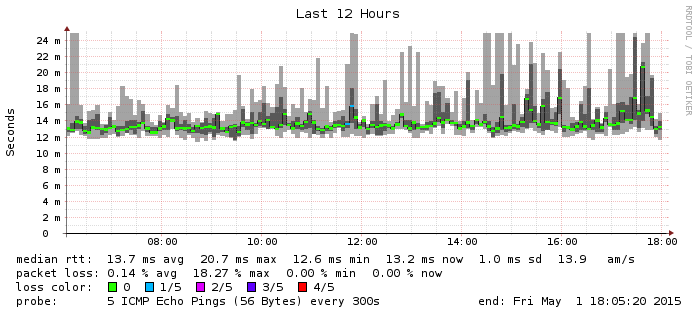 Last 12 Hours
RRDTOOL / TOBI OETIKER
Seconds
24 m
22 m
20 m
18 m
16 m
14 m
12 m
10 m
8 m
6 m
4 m
2 m
0
08:00 10:00 12:00 14:00 16:00 18:00
median rtt: 13.7 ms avg 20.7 ms max 12.6 ms min 13.2 ms now 1.0 ms sd 13.9 am/s
packet loss: 0.14 % avg 18.27 % max 0.00 % min 0.00 % now
loss color: 0 1/5 2/5 3/5 4/5
probe: 5 ICMP Echo Pings (56 Bytes) every 300s end: Fri May 1 18:05:20 2015